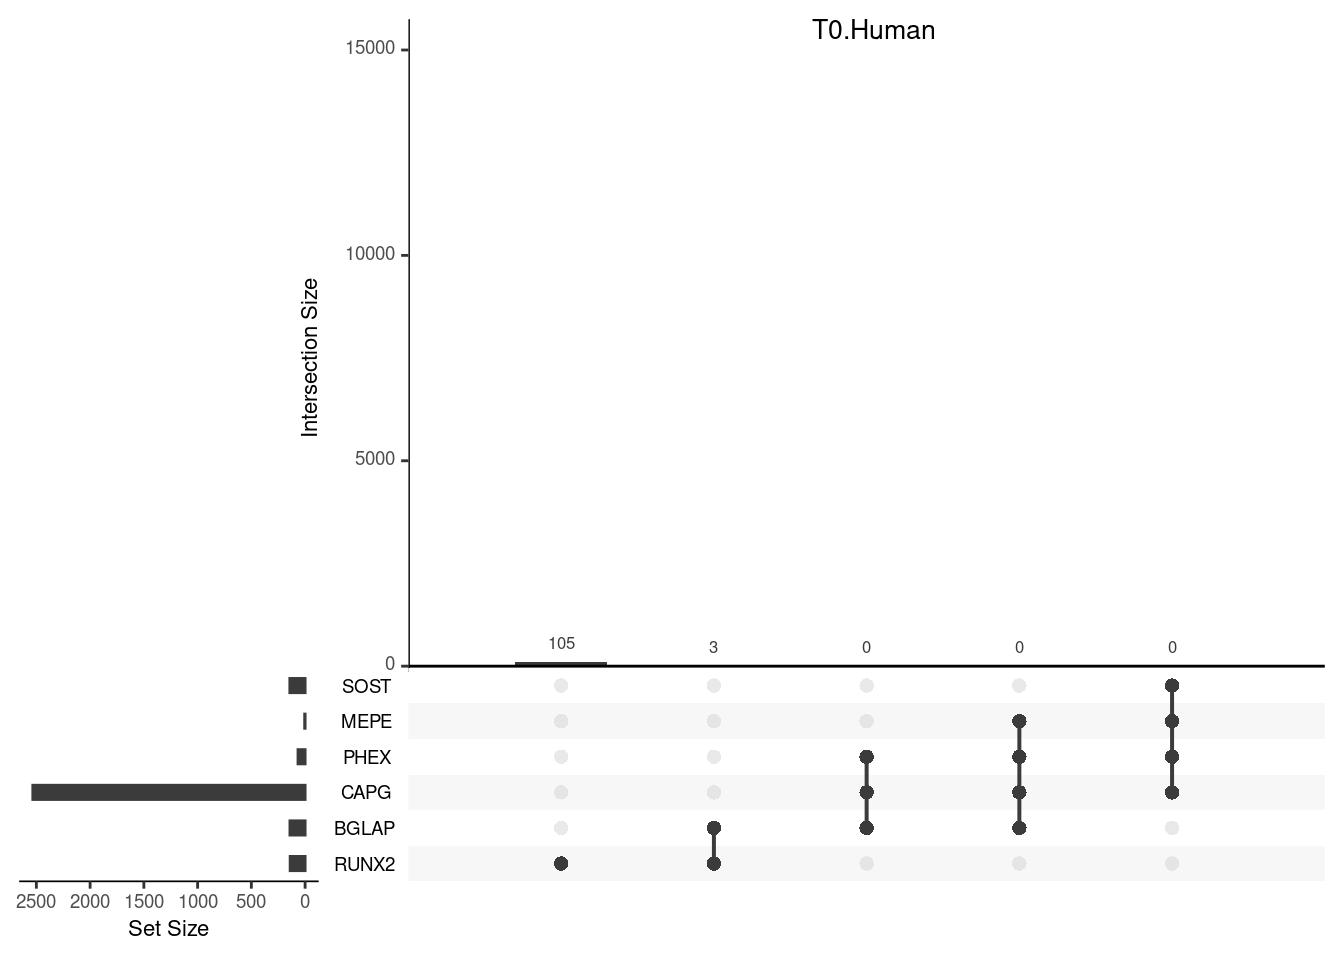 T0.Human
15000
10000
5000
0
Intersection Size
105 3 0 0 0
SOST
MEPE
PHEX
CAPG
BGLAP
RUNX2
2500 2000 1500 1000 500 0
Set Size